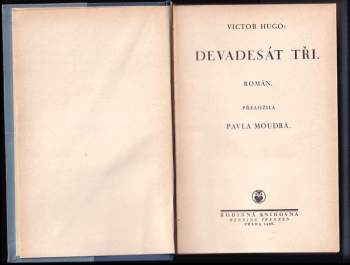 VICTOR HUGO:
DEVADESÁT TŘI.
ROMÁN.
PŘELOŽILA
PAVLA MOUDRÁ.
RODINNÁ KNIHOVNA
PRAHA